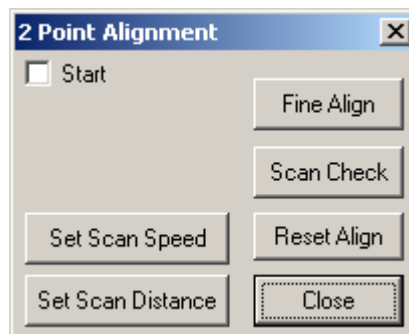 2 Point Alignment
Start
Fine Align
Scan Check
Set Scan Speed
Reset Align
Set Scan Distance
Close